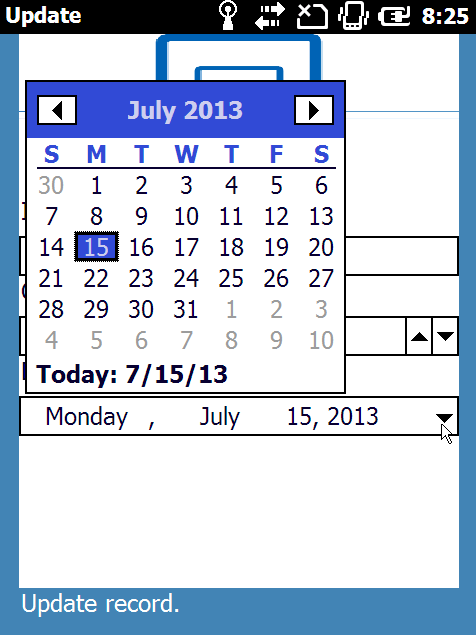 Update 8:25
July 2013
S M T W T F S
30 1 2 3 4 5 6
7 8 9 10 11 12 13
14 15 16 17 18 19 20
21 22 23 24 25 26 27
28 29 30 31 1 2 3
4 5 6 7 8 9 10
Today: 7/15/13
Monday , July 15, 2013
Update record.